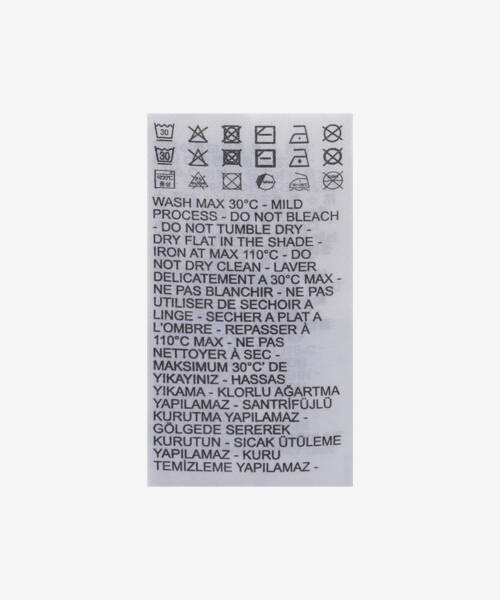 30
30
WASH MAX 30°C - MILD
PROCESS - DO NOT BLEACH
- DO NOT TUMBLE DRY -
DRY FLAT IN THE SHADE -
IRON AT MAX 110°C - DO
NOT DRY CLEAN - LAVER
DELICATEMENT A 30°C MAX -
NE PAS BLANCHIR - NE PAS
UTILISER DE SECHOIR A
LINGE - SECHER A PLAT A
L'OMBRE - REPASSER À
110°C MAX - NE PAS
NETTOYER À SEC -
MAKSIMUM 30°C' DE
YIKAYINIZ - HASSAS
YIKAMA - KLORLU AĞARTMA
YAPILAMAZ - SANTRİFÜJLÜ
KURUTMA YAPILAMAZ -
GÖLGEDE SEREREK
KURUTUN - SICAK ÜTÜLEME
YAPILAMAZ - KURU
TEMİZLEME YAPILAMAZ -